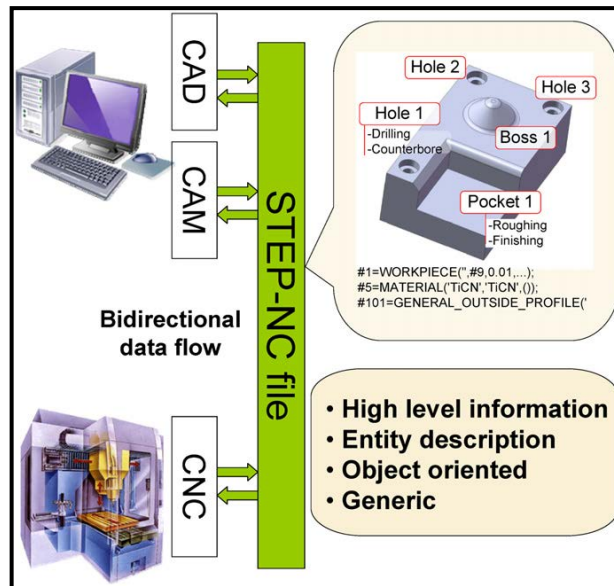 CAD
CAM
CNC
STEP-NC file
Bidirectional
data flow
Hole 2
Hole 3
Hole 1
-Drilling
-Counterbore
Boss 1
Pocket 1
-Roughing
-Finishing
#1=WORKPIECE('',#9,0.01,...);
#5=MATERIAL('TiCN','TiCN',());
#101=GENERAL_OUTSIDE_PROFILE('
• High level information
• Entity description
• Object oriented
• Generic